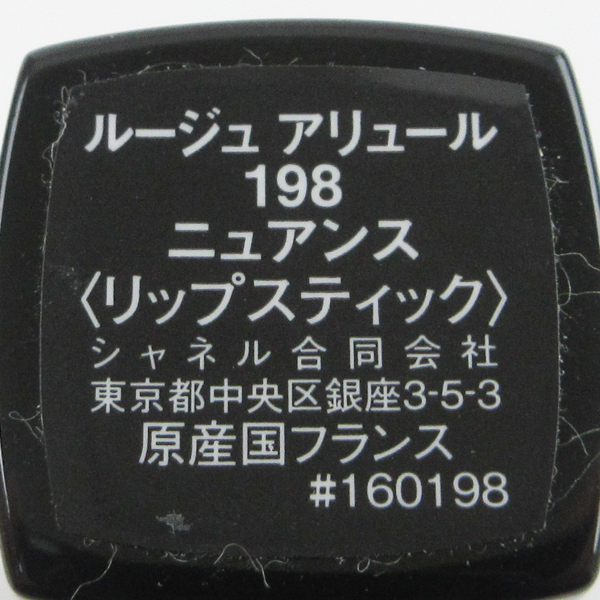 ルージュ アリュール
198
ニュアンス
〈リップスティック〉
シャネル合同会社
東京都中央区銀座3-5-3
原産国フランス
#160198